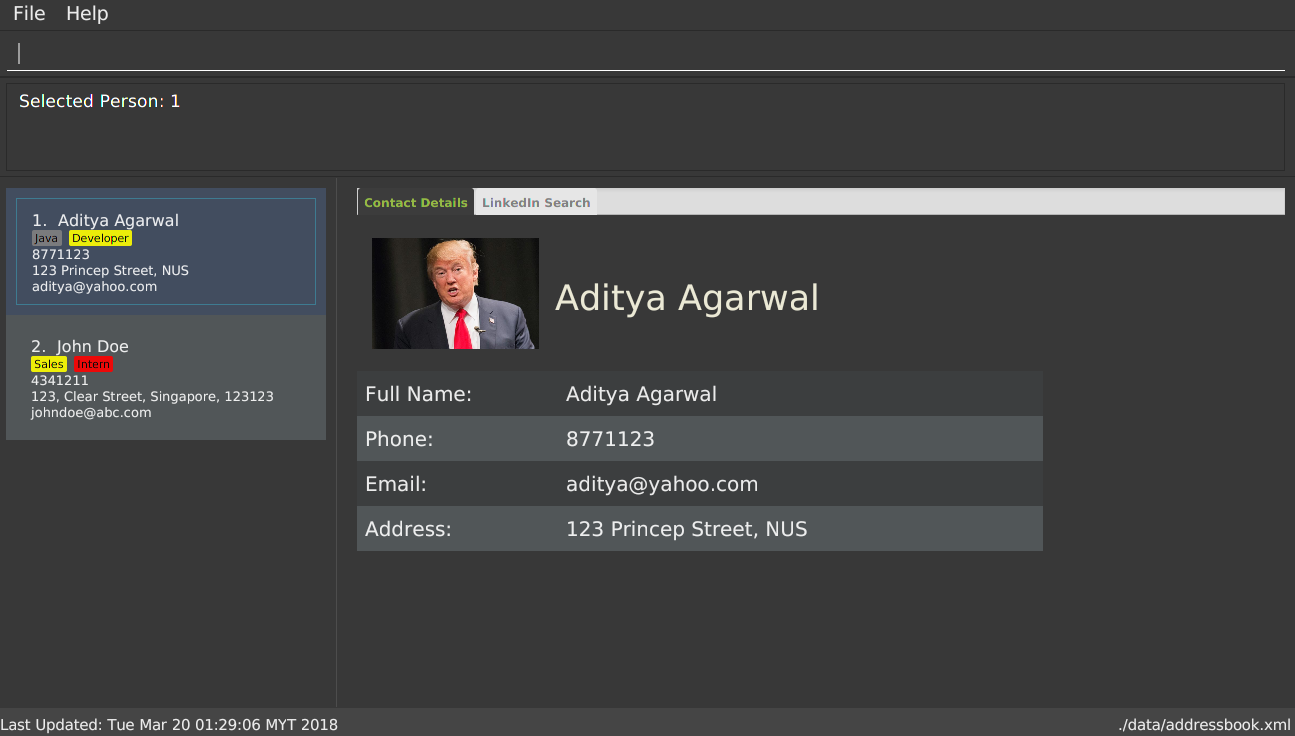 File Help
Selected Person: 1
1. Aditya Agarwal
Java Developer
8771123
123 Princep Street, NUS
aditya@yahoo.com
2. John Doe
Sales Intern
4341211
123, Clear Street, Singapore, 123123
johndoe@abc.com
Contact Details LinkedIn Search
Aditya Agarwal
Full Name: Aditya Agarwal
Phone: 8771123
Email: aditya@yahoo.com
Address: 123 Princep Street, NUS
Last Updated: Tue Mar 20 01:29:06 MYT 2018 ./data/addressbook.xml